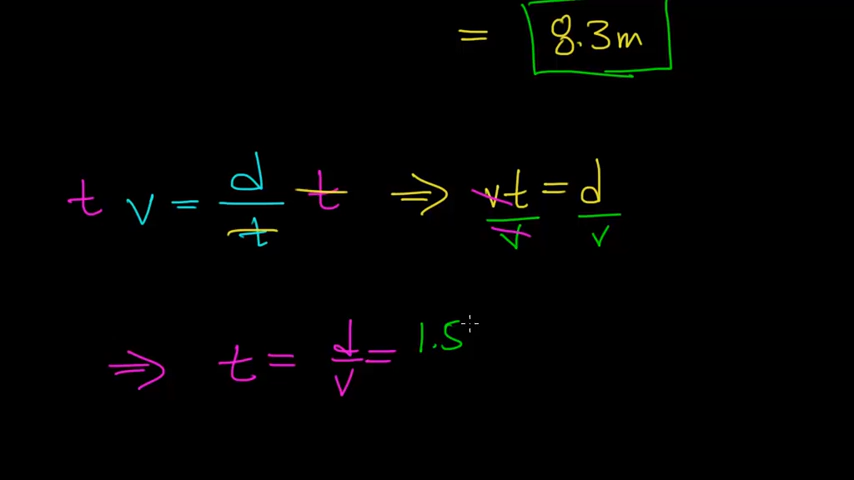 = 8.3m
t v = d/t t ⇒ vt/v = d/v
⇒ t = d/v = 1.5